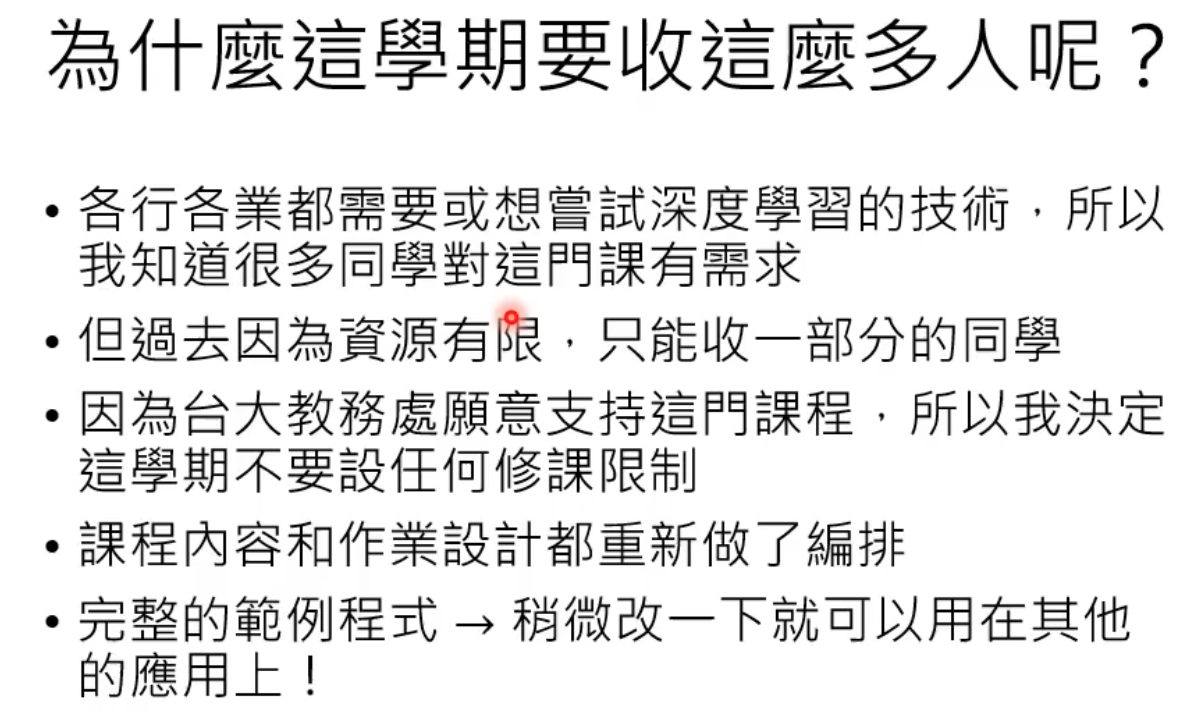 為什麼這學期要收這麼多人呢？
• 各行各業都需要或想嘗試深度學習的技術，所以
我知道很多同學對這門課有需求
• 但過去因為資源有限，只能收一部分的同學
• 因為台大教務處願意支持這門課程，所以我決定
這學期不要設任何修課限制
• 課程內容和作業設計都重新做了編排
• 完整的範例程式 → 稍微改一下就可以用在其他
的應用上！